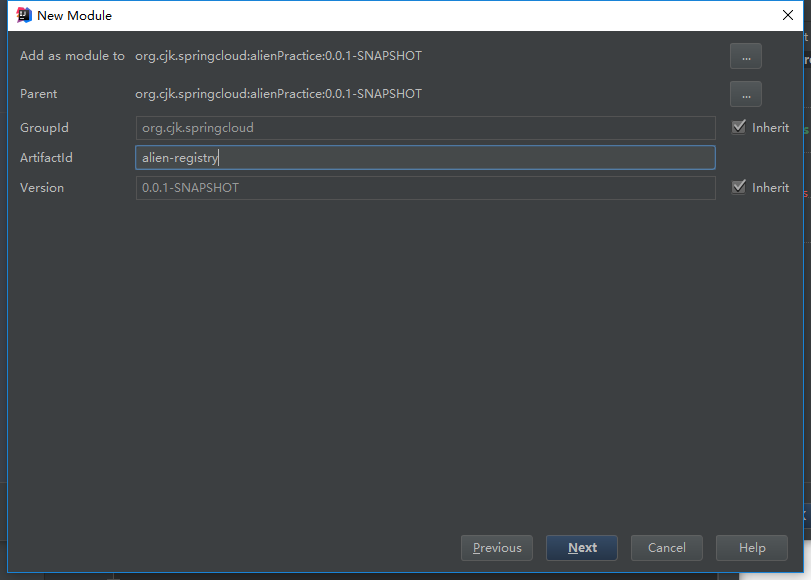 New Module
Add as module to org.cjk.springcloud:alienPractice:0.0.1-SNAPSHOT ...
Parent org.cjk.springcloud:alienPractice:0.0.1-SNAPSHOT ...
GroupId org.cjk.springcloud Inherit
ArtifactId alien-registry
Version 0.0.1-SNAPSHOT Inherit
Previous Next Cancel Help